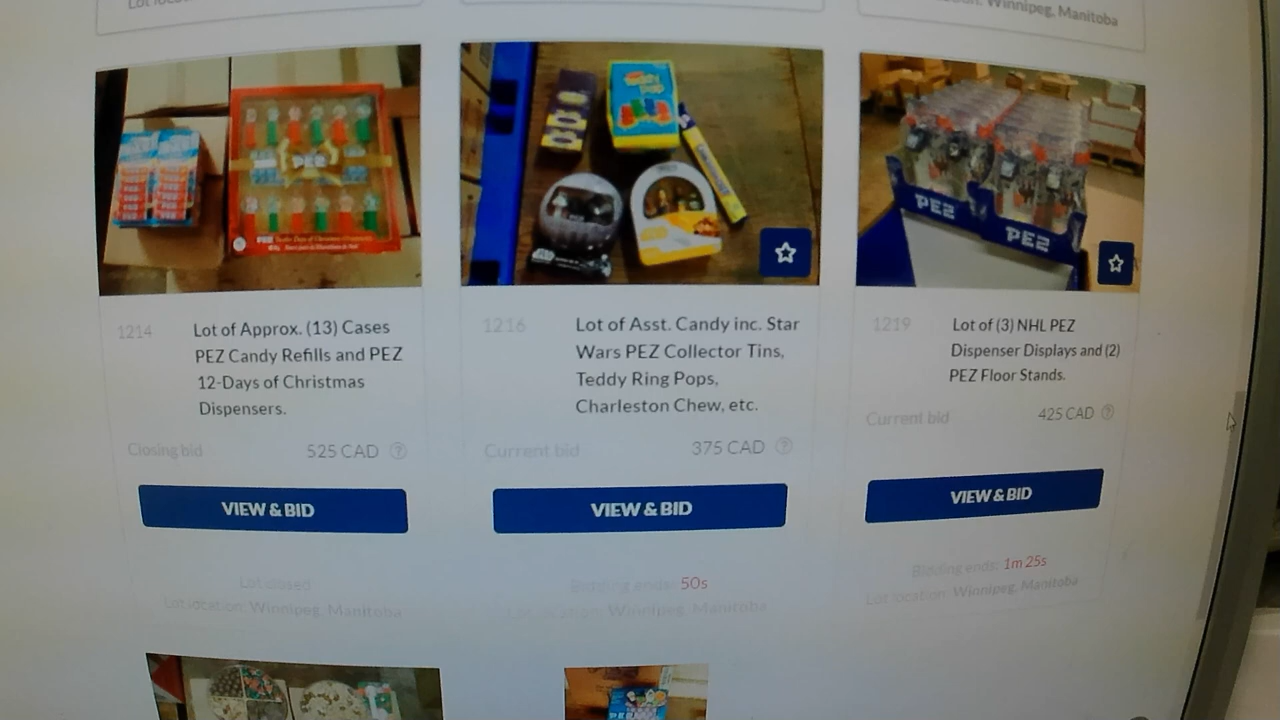 Winnipeg, Manitoba
1214
Lot of Approx. (13) Cases
PEZ Candy Refills and PEZ
12-Days of Christmas
Dispensers.
Closing bid 525 CAD
VIEW & BID
Lot closed
Lot location: Winnipeg, Manitoba
1216
Lot of Asst. Candy inc. Star
Wars PEZ Collector Tins,
Teddy Ring Pops,
Charleston Chew, etc.
Current bid 375 CAD
VIEW & BID
Bidding ends: 50s
Lot location: Winnipeg, Manitoba
PEZ
PEZ
1219
Lot of (3) NHL PEZ
Dispenser Displays and (2)
PEZ Floor Stands.
Current bid 425 CAD
VIEW & BID
Bidding ends: 1m 25s
Lot location: Winnipeg, Manitoba